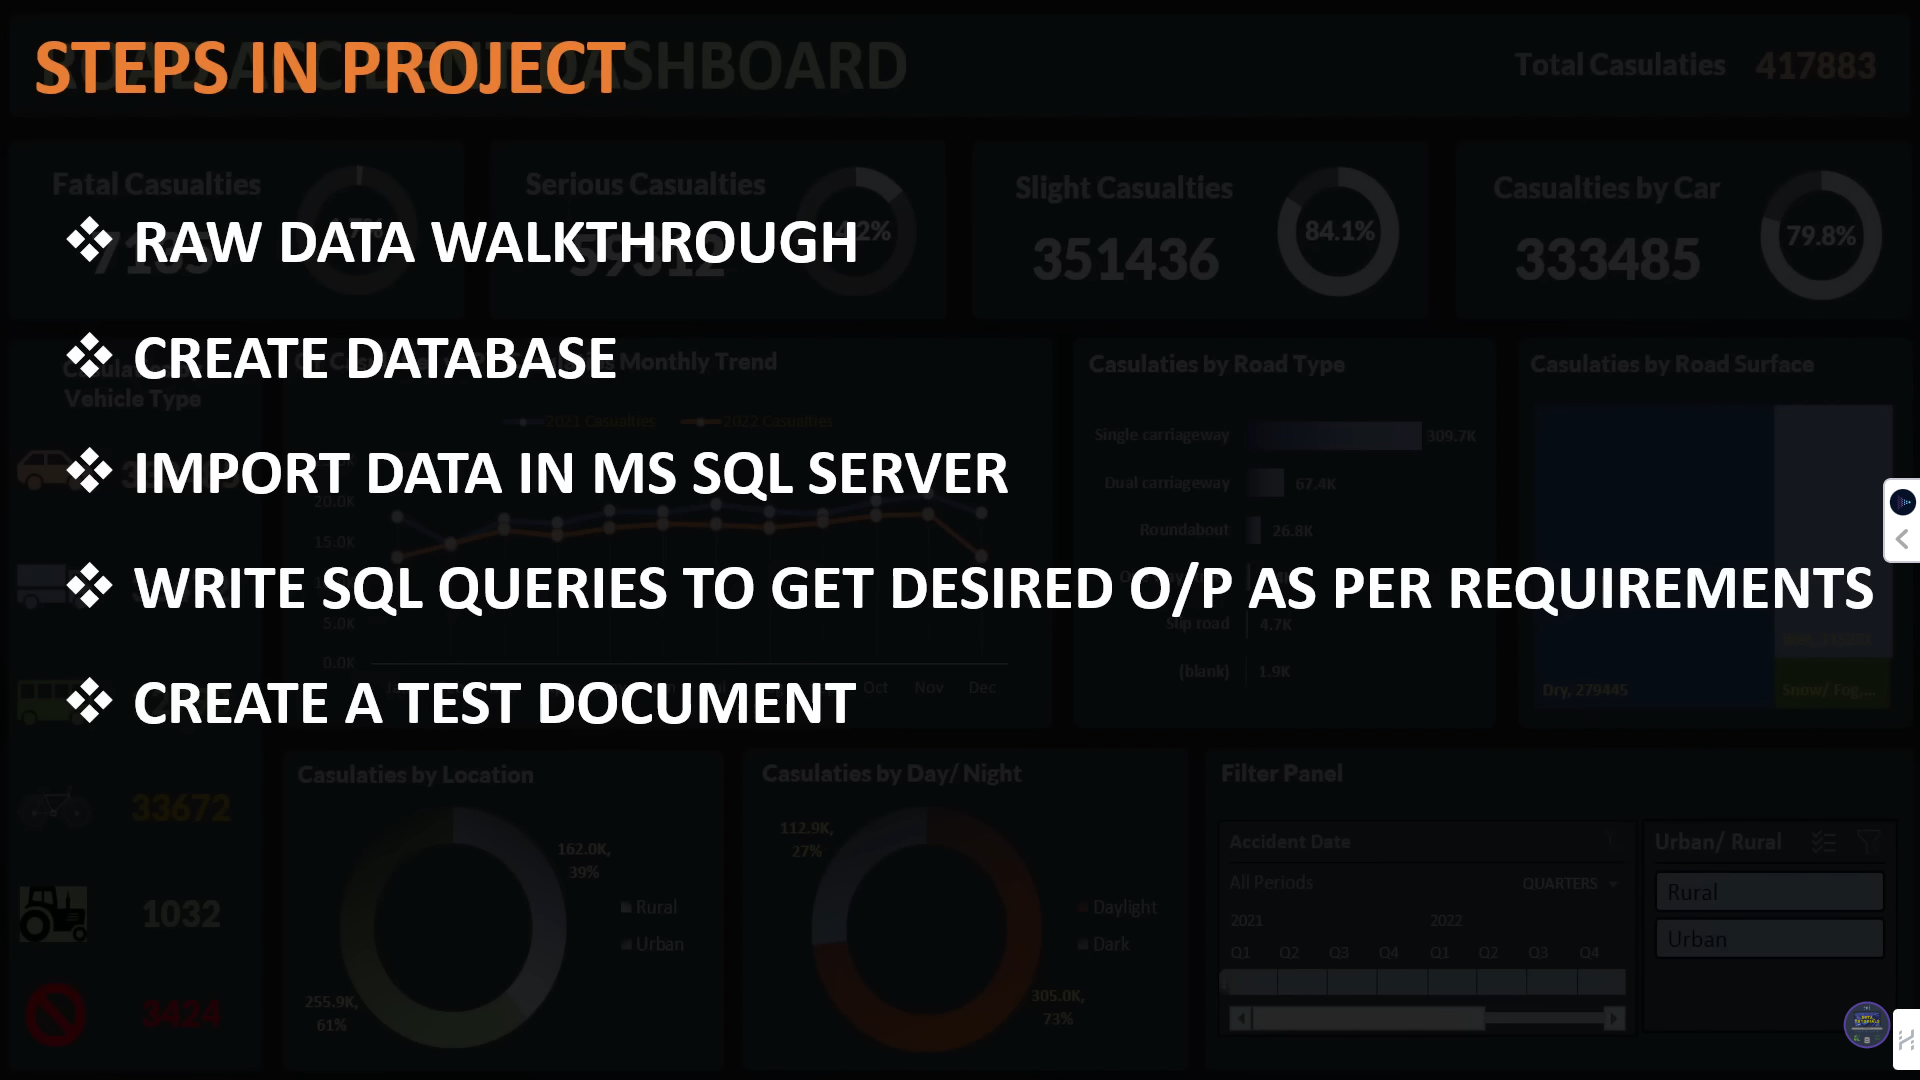 STEPS IN PROJECT
SHBOARD
Total Casulaties 417883
Fatal Casualties
Serious Casualties
Slight Casualties
351436
84.1%
Casualties by Car
333485
79.8%
❖ RAW DATA WALKTHROUGH
❖ CREATE DATABASE
❖ IMPORT DATA IN MS SQL SERVER
❖ WRITE SQL QUERIES TO GET DESIRED O/P AS PER REQUIREMENTS
❖ CREATE A TEST DOCUMENT
Vehicle Type
33672
1032
3424
Monthly Trend
2021 Casualties
2022 Casualties
20.0K
15.0K
5.0K
0.0K
Oct Nov Dec
Casulaties by Road Type
Single carriageway 309.7K
Dual carriageway 67.4K
Roundabout 26.8K
Slip road 4.7K
(blank) 1.9K
Casulaties by Road Surface
Dry, 279445
Snow/ Fog,...
Casulaties by Location
162.0K,
39%
Rural
Urban
255.9K,
61%
Casulaties by Day/ Night
112.9K,
27%
Daylight
Dark
305.0K,
73%
Filter Panel
Accident Date
All Periods QUARTERS
2021 2022
Q1 Q2 Q3 Q4 Q1 Q2 Q3 Q4
Urban/ Rural
Rural
Urban